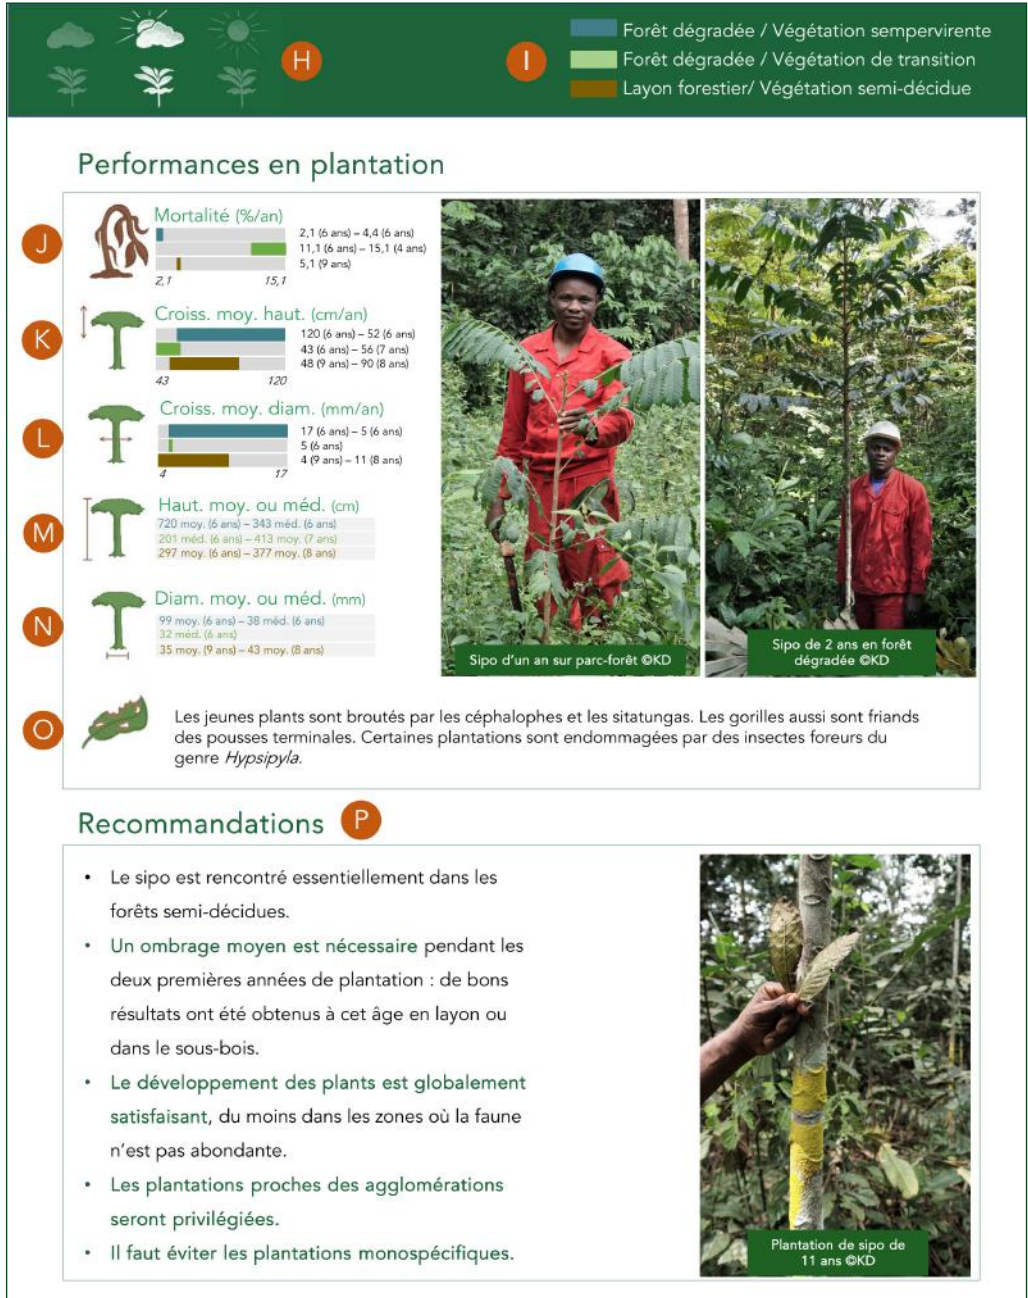 H
I
Forêt dégradée / Végétation sempervirente
Forêt dégradée / Végétation de transition
Layon forestier/ Végétation semi-décidue
Performances en plantation
J
Mortalité (%/an)
2,1 (6 ans) – 4,4 (6 ans)
11,1 (6 ans) – 15,1 (4 ans)
5,1 (9 ans)
2,1 15,1
K
Croiss. moy. haut. (cm/an)
120 (6 ans) – 52 (6 ans)
43 (6 ans) – 56 (7 ans)
48 (9 ans) – 90 (8 ans)
43 120
L
Croiss. moy. diam. (mm/an)
17 (6 ans) – 5 (6 ans)
5 (6 ans)
4 (9 ans) – 11 (8 ans)
4 17
M
Haut. moy. ou méd. (cm)
720 moy. (6 ans) – 343 méd. (6 ans)
201 méd. (6 ans) – 413 moy. (7 ans)
297 moy. (6 ans) – 377 moy. (8 ans)
N
Diam. moy. ou méd. (mm)
99 moy. (6 ans) – 38 méd. (6 ans)
32 méd. (6 ans)
35 moy. (9 ans) – 43 moy. (8 ans)
Sipo d'un an sur parc-forêt ©KD
Sipo de 2 ans en forêt
dégradée ©KD
O
Les jeunes plants sont broutés par les céphalophes et les sitatungas. Les gorilles aussi sont friands
des pousses terminales. Certaines plantations sont endommagées par des insectes foreurs du
genre Hypsipyla.
Recommandations
P
• Le sipo est rencontré essentiellement dans les
forêts semi-décidues.
• Un ombrage moyen est nécessaire pendant les
deux premières années de plantation : de bons
résultats ont été obtenus à cet âge en layon ou
dans le sous-bois.
• Le développement des plants est globalement
satisfaisant, du moins dans les zones où la faune
n'est pas abondante.
• Les plantations proches des agglomérations
seront privilégiées.
• Il faut éviter les plantations monospécifiques.
Plantation de sipo de
11 ans ©KD